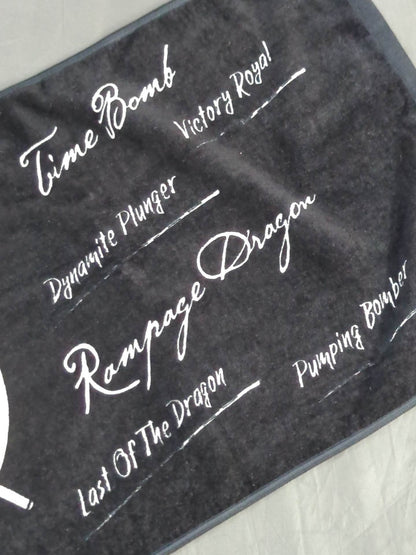 Time Bomb
Victory Royal
Dynamite Plunger
Rampage Dragon
Pumping Bomber
Last Of The Dragon